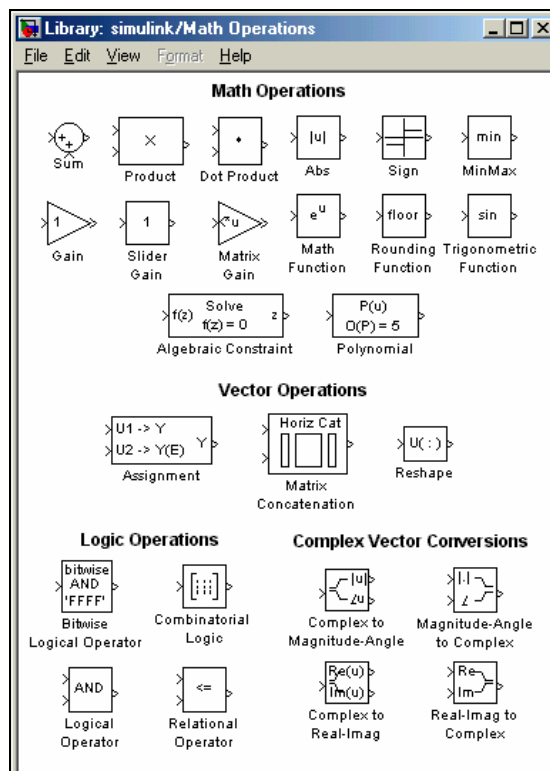 Library: simulink/Math Operations
File Edit View Format Help
Math Operations
+
+
Sum
×
Product
•
Dot Product
|u|
Abs
Sign
min
MinMax
1
Gain
1
Slider
Gain
u
Matrix
Gain
e^u
Math
Function
floor
Rounding
Function
sin
Trigonometric
Function
f(z) Solve z
f(z) = 0
Algebraic Constraint
P(u)
O(P) = 5
Polynomial
Vector Operations
U1 -> Y
U2 -> Y(E) Y
Assignment
Horiz Cat
Matrix
Concatenation
U( : )
Reshape
Logic Operations
bitwise
AND
'FFFF'
Bitwise
Logical Operator
Combinatorial
Logic
AND
Logical
Operator
<=
Relational
Operator
Complex Vector Conversions
|u|
∠u
Complex to
Magnitude-Angle
|.|
∠
Magnitude-Angle
to Complex
Re(u)
Im(u)
Complex to
Real-Imag
Re
Im
Real-Imag to
Complex